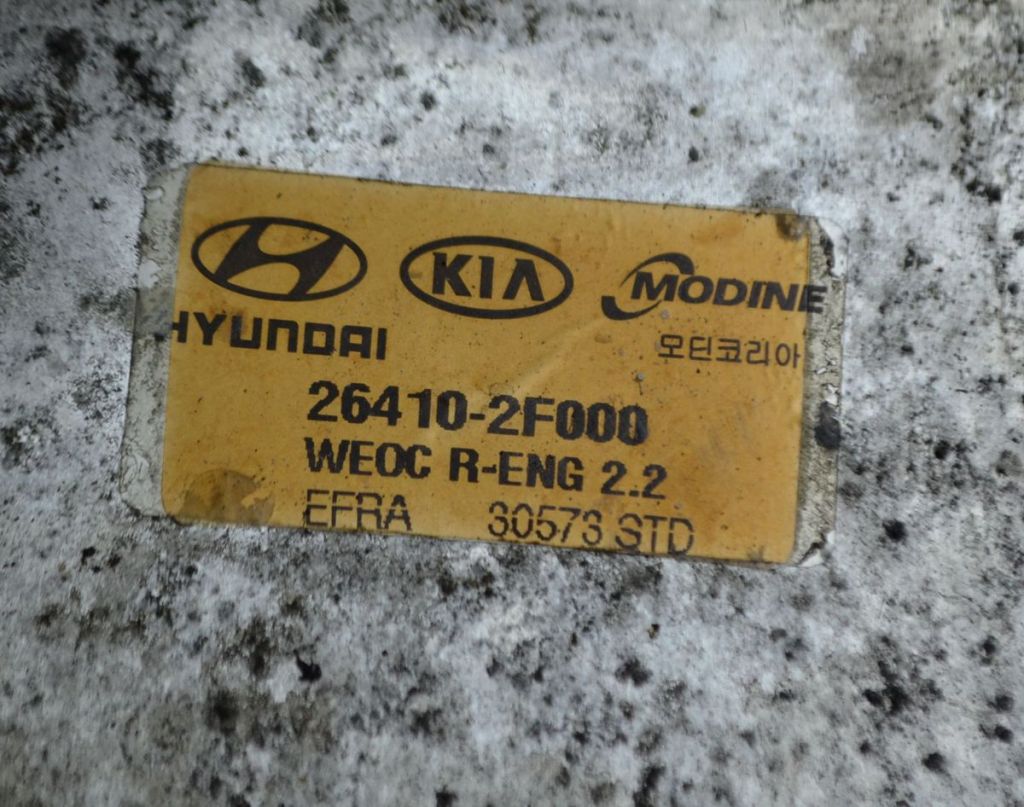 KIA MODINE
HYUNDAI 모딘코리아
26410-2F000
WEOC R-ENG 2.2
EFRA 30573 STD